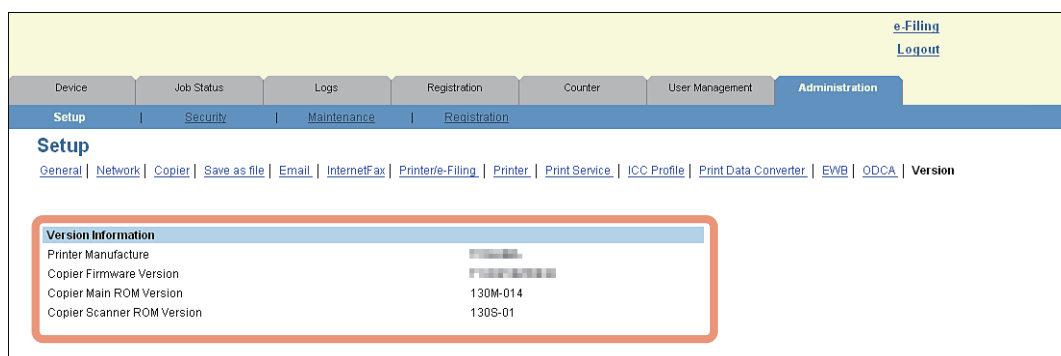 e-Filing
Logout
Device Job Status Logs Registration Counter User Management Administration
Setup | Security | Maintenance | Registration
Setup
General | Network | Copier | Save as file | Email | InternetFax | Printer/e-Filing | Printer | Print Service | ICC Profile | Print Data Converter | EWB | ODCA | Version
Version Information
Printer Manufacture
Copier Firmware Version
Copier Main ROM Version 130M-014
Copier Scanner ROM Version 130S-01